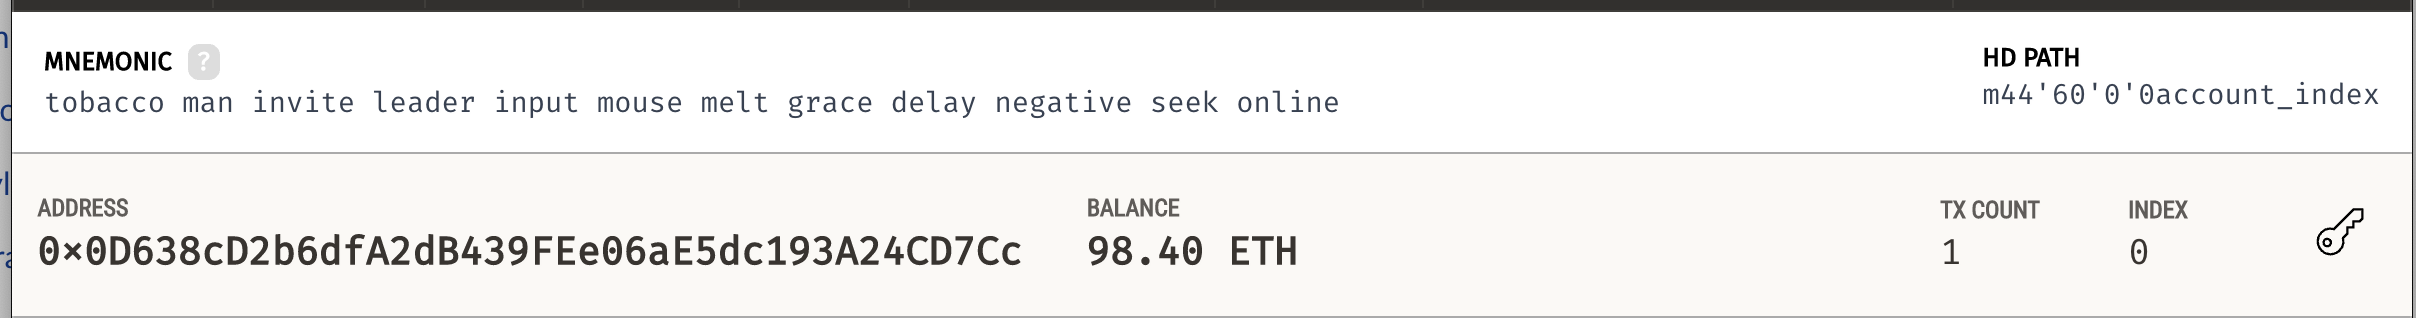 MNEMONIC ?
tobacco man invite leader input mouse melt grace delay negative seek online
HD PATH
m44'60'0'0account_index
ADDRESS
0×0D638cD2b6dfA2dB439FEe06aE5dc193A24CD7Cc
BALANCE
98.40 ETH
TX COUNT
1
INDEX
0